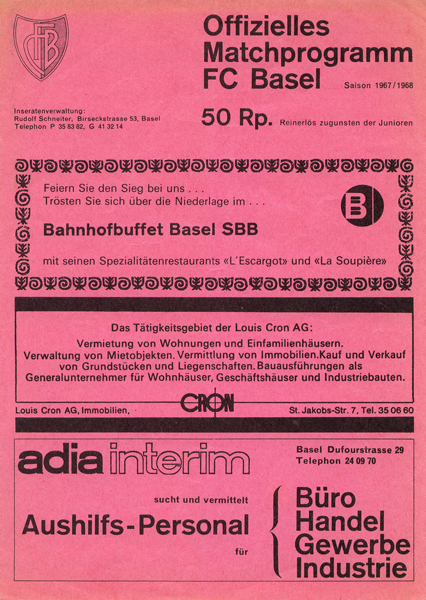 FCB
Offizielles
Matchprogramm
FC Basel
Saison 1967/1968
Inseratenverwaltung:
Rudolf Schneiter, Birseckstrasse 53, Basel
Telephon P 35 83 82, G 41 32 14
50 Rp.
Reinerlös zugunsten der Junioren
Feiern Sie den Sieg bei uns . . .
Trösten Sie sich über die Niederlage im . . .
B
Bahnhofbuffet Basel SBB
mit seinen Spezialitätenrestaurants «L'Escargot» und «La Soupière»
Das Tätigkeitsgebiet der Louis Cron AG:
Vermietung von Wohnungen und Einfamilienhäusern.
Verwaltung von Mietobjekten. Vermittlung von Immobilien.Kauf und Verkauf
von Grundstücken und Liegenschaften. Bauausführungen als
Generalunternehmer für Wohnhäuser, Geschäftshäuser und Industriebauten.
Louis Cron AG, Immobilien,
CRON
St. Jakobs-Str. 7, Tel. 35 06 60
adia interim
Basel Dufourstrasse 29
Telephon 24 09 70
sucht und vermittelt
Aushilfs-Personal
für
Büro
Handel
Gewerbe
Industrie